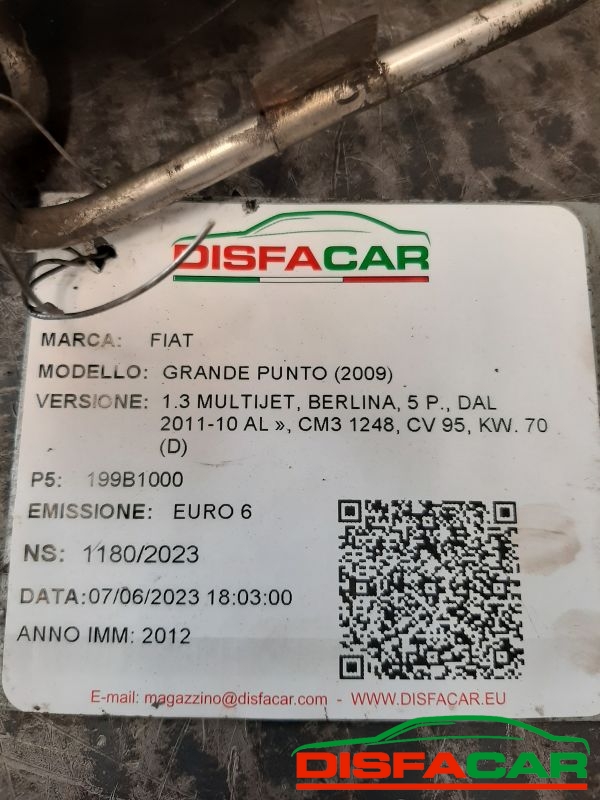 DISFACAR
MARCA: FIAT
MODELLO: GRANDE PUNTO (2009)
VERSIONE: 1.3 MULTIJET, BERLINA, 5 P., DAL
2011-10 AL », CM3 1248, CV 95, KW. 70
(D)
P5: 199B1000
EMISSIONE: EURO 6
NS: 1180/2023
DATA:07/06/2023 18:03:00
ANNO IMM: 2012
E-mail: magazzino@disfacar.com - WWW.DISFACAR.EU
DISFACAR